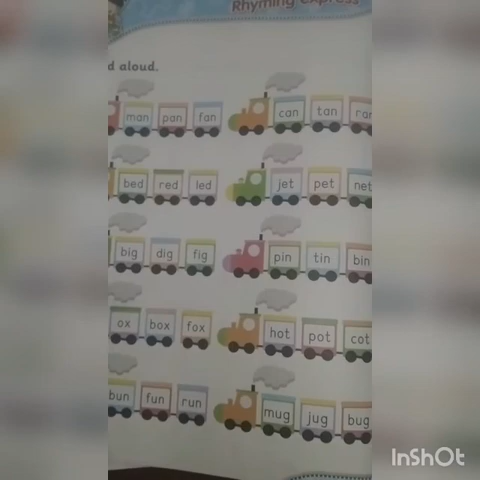 Rhyming Express
d aloud.
man pan fan can tan ran
bed red led jet pet net
big dig fig pin tin bin
ox box fox hot pot cot
bun fun run mug jug bug
InShOt